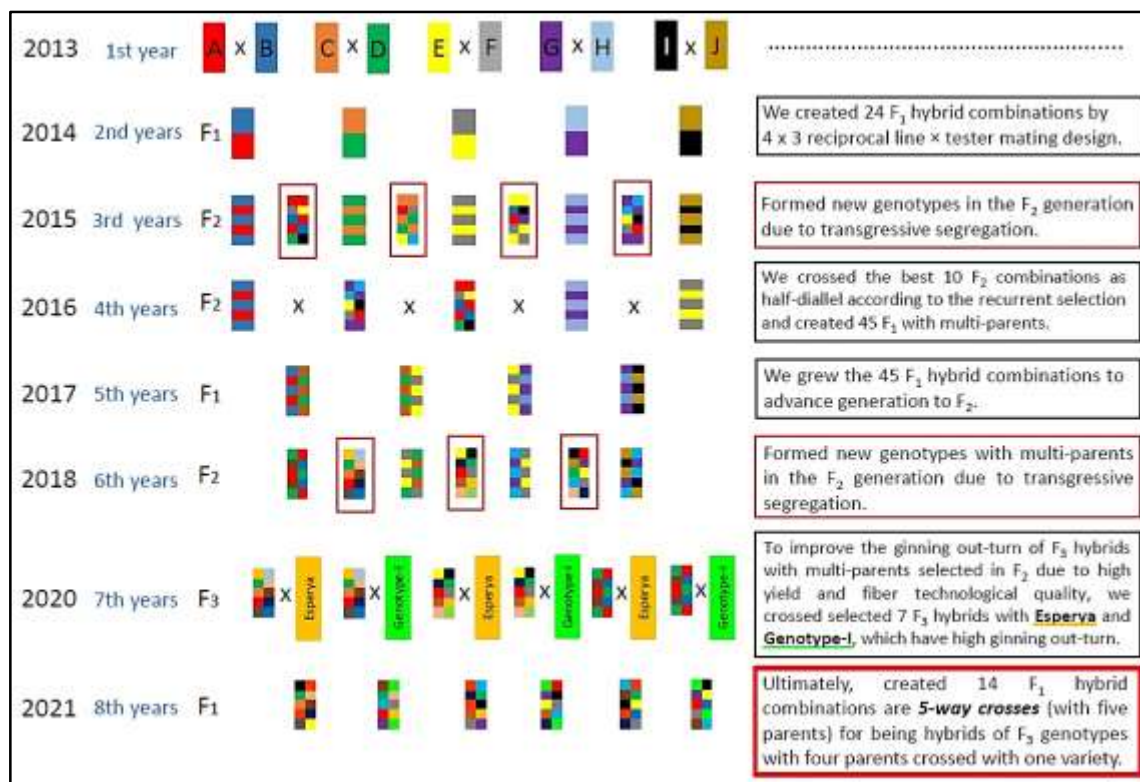 2013 1st year A x B C x D E x F G x H I x J ........................................................................
2014 2nd years F1
We created 24 F1 hybrid combinations by
4 x 3 reciprocal line × tester mating design.
2015 3rd years F2
Formed new genotypes in the F2 generation
due to transgressive segregation.
2016 4th years F2 x x x x
We crossed the best 10 F2 combinations as
half-diallel according to the recurrent selection
and created 45 F1 with multi-parents.
2017 5th years F1
We grew the 45 F1 hybrid combinations to
advance generation to F2.
2018 6th years F2
Formed new genotypes with multi-parents
in the F2 generation due to transgressive
segregation.
2020 7th years F3 x Esperva x Genotype-I x Esperva x Genotype-I x Esperva x Genotype-I
To improve the ginning out-turn of F3 hybrids
with multi-parents selected in F2 due to high
yield and fiber technological quality, we
crossed selected 7 F3 hybrids with Esperva and
Genotype-I, which have high ginning out-turn.
2021 8th years F1
Ultimately, created 14 F1 hybrid
combinations are 5-way crosses (with five
parents) for being hybrids of F3 genotypes
with four parents crossed with one variety.